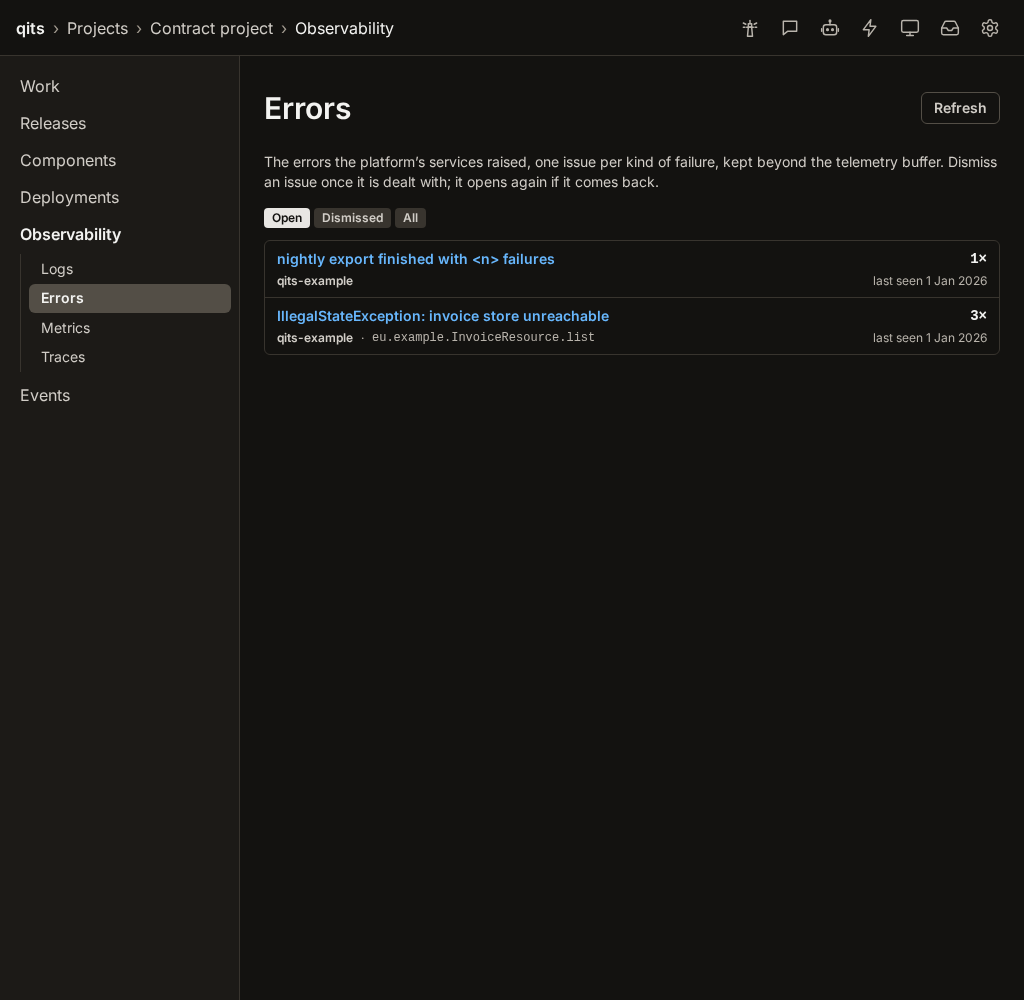 qits › Projects › Contract project › Observability
Work
Releases
Components
Deployments
Observability
Logs
Errors
Metrics
Traces
Events
Errors
Refresh
The errors the platform’s services raised, one issue per kind of failure, kept beyond the telemetry buffer. Dismiss
an issue once it is dealt with; it opens again if it comes back.
Open Dismissed All
nightly export finished with <n> failures 1×
qits-example last seen 1 Jan 2026
IllegalStateException: invoice store unreachable 3×
qits-example · eu.example.InvoiceResource.list last seen 1 Jan 2026